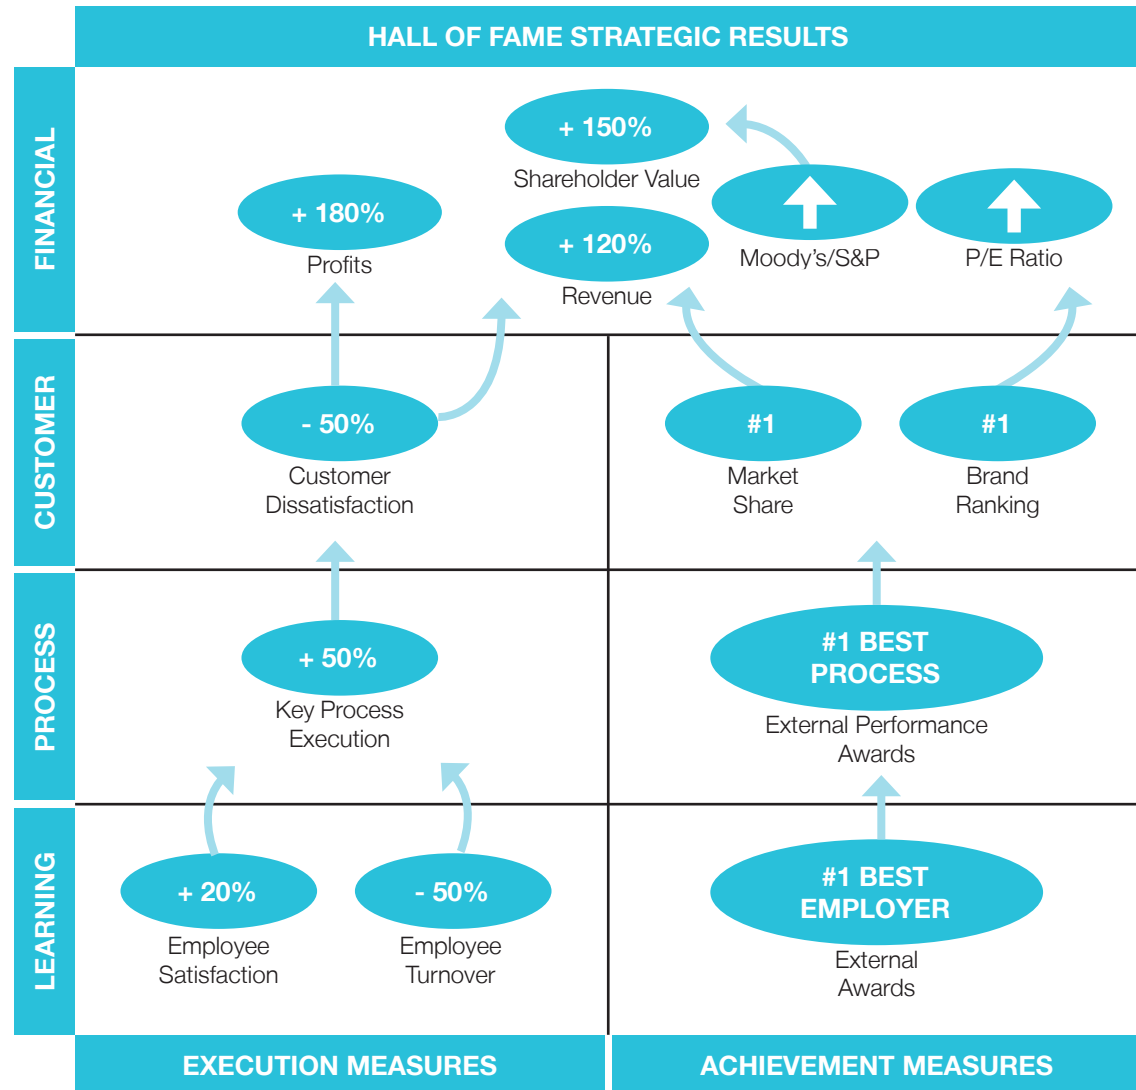 HALL OF FAME STRATEGIC RESULTS
FINANCIAL
+ 150%
Shareholder Value
+ 180%
Profits
+ 120%
Revenue
Moody's/S&P
P/E Ratio
CUSTOMER
- 50%
Customer
Dissatisfaction
#1
Market
Share
#1
Brand
Ranking
PROCESS
+ 50%
Key Process
Execution
#1 BEST
PROCESS
External Performance
Awards
LEARNING
+ 20%
Employee
Satisfaction
- 50%
Employee
Turnover
#1 BEST
EMPLOYER
External
Awards
EXECUTION MEASURES
ACHIEVEMENT MEASURES